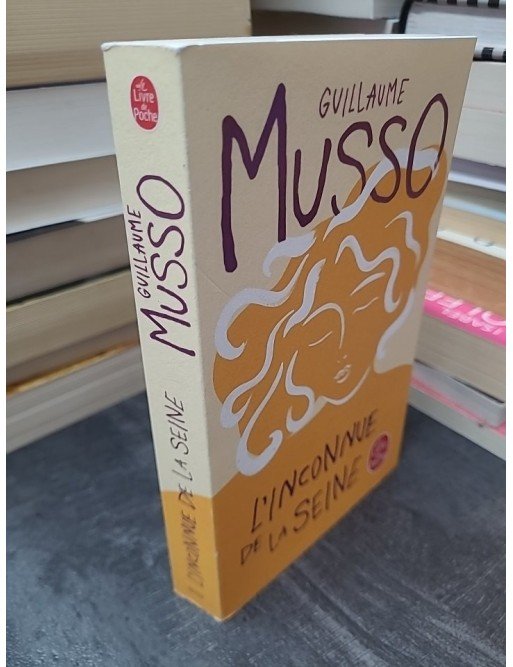 Le
Livre
de
Poche
GUILLAUME
MUSSO
L'INCONNUE DE LA SEINE
GUILLAUME
MUSSO
L'INCONNUE
DE LA SEINE